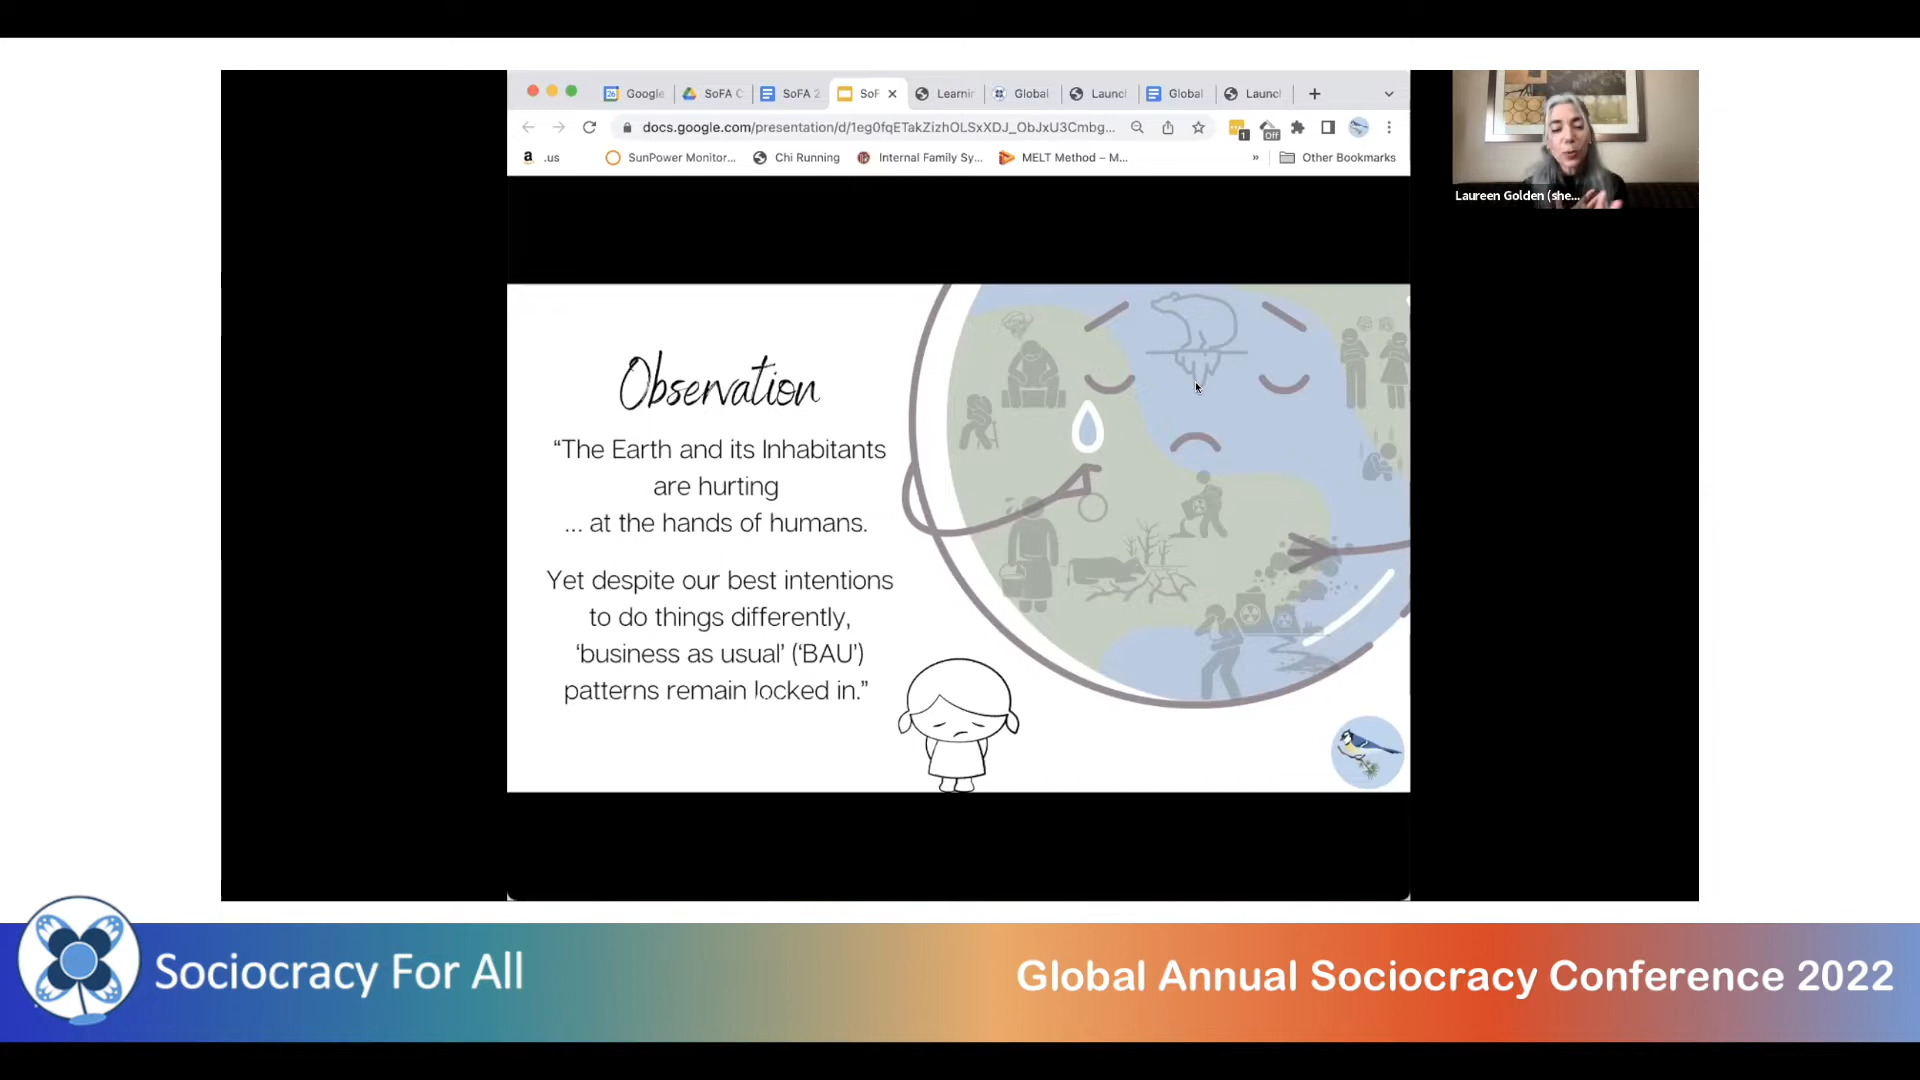 Google
SoFA C
SoFA 2
SoF
Learnin
Global
Launcl
Global
Launcl
docs.google.com/presentation/d/1eg0fqETakZizhOLSxXDJ_ObJxU3Cmbg...
1
Off
.us
SunPower Monitor...
Chi Running
Internal Family Sy...
MELT Method – M...
»
Other Bookmarks
Laureen Golden (she...
Observation
“The Earth and its Inhabitants
are hurting
... at the hands of humans.
Yet despite our best intentions
to do things differently,
‘business as usual’ (‘BAU’)
patterns remain locked in.”
Sociocracy For All
Global Annual Sociocracy Conference 2022